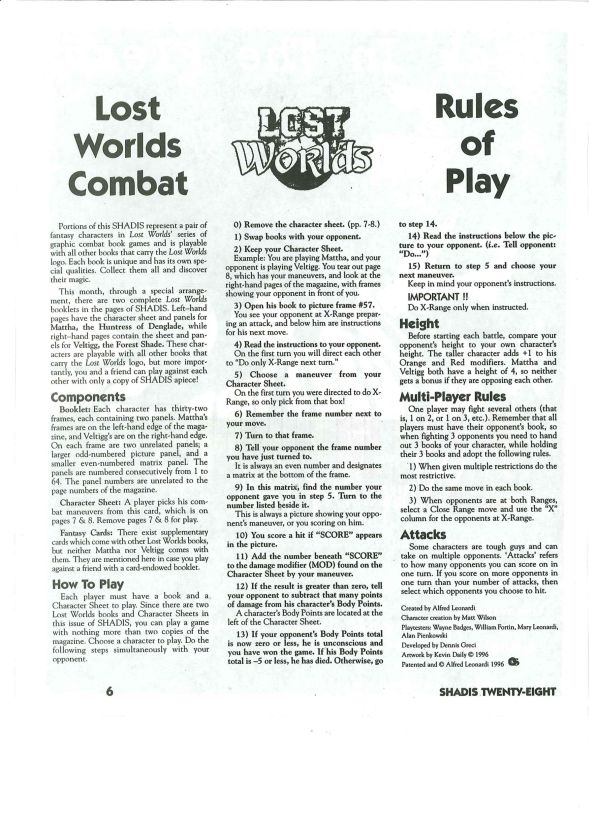 Lost
Worlds
Combat
Portions of this SHADIS represent a pair of
fantasy characters in Lost Worlds' series of
graphic combat book games and is playable
with all other books that carry the Lost Worlds
logo. Each book is unique and has its own spe-
cial qualities. Collect them all and discover
their magic.
This month, through a special arrange-
ment, there are two complete Lost Worlds
booklets in the pages of SHADIS. Left-hand
pages have the character sheet and panels for
Mattha, the Huntress of Denglade, while
right-hand pages contain the sheet and pan-
els for Veltigg, the Forest Shade. These char-
acters are playable with all other books that
carry the Lost Worlds logo, but more impor-
tantly, you and a friend can play against each
other with only a copy of SHADIS apiece!
Components
Booklet: Each character has thirty-two
frames, each containing two panels. Mattha's
frames are on the left-hand edge of the maga-
zine, and Veltigg's are on the right-hand edge.
On each frame are two unrelated panels; a
larger odd-numbered picture panel, and a
smaller even-numbered matrix panel. The
panels are numbered consecutively from 1 to
64. The panel numbers are unrelated to the
page numbers of the magazine.
Character Sheet: A player picks his com-
bat maneuvers from this card, which is on
pages 7 & 8. Remove pages 7 & 8 for play.
Fantasy Cards: There exist supplementary
cards which come with other Lost Worlds books,
but neither Mattha nor Veltigg comes with
them. They are mentioned here in case you play
against a friend with a card-endowed booklet.
How To Play
Each player must have a book and a
Character Sheet to play. Since there are two
Lost Worlds books and Character Sheets in
this issue of SHADIS, you can play a game
with nothing more than two copies of the
magazine. Choose a character to play. Do the
following steps simultaneously with your
opponent.
LOST
WORLDS
0) Remove the character sheet. (pp. 7-8.)
1) Swap books with your opponent.
2) Keep your Character Sheet.
Example: You are playing Mattha, and your
opponent is playing Veltigg. You tear out page
8, which has your maneuvers, and look at the
right-hand pages of the magazine, with frames
showing your opponent in front of you.
3) Open his book to picture frame #57.
You see your opponent at X-Range prepar-
ing an attack, and below him are instructions
for his next move.
4) Read the instructions to your opponent.
On the first turn you will direct each other
to "Do only X-Range next turn."
5) Choose a maneuver from your
Character Sheet.
On the first turn you were directed to do X-
Range, so only pick from that box!
6) Remember the frame number next to
your move.
7) Turn to that frame.
8) Tell your opponent the frame number
you have just turned to.
It is always an even number and designates
a matrix at the bottom of the frame.
9) In this matrix, find the number your
opponent gave you in step 5. Turn to the
number listed beside it.
This is always a picture showing your oppo-
nent's maneuver, or you scoring on him.
10) You score a hit if "SCORE" appears
in the picture.
11) Add the number beneath "SCORE"
to the damage modifier (MOD) found on the
Character Sheet by your maneuver.
12) If the result is greater than zero, tell
your opponent to subtract that many points
of damage from his character's Body Points.
A character's Body Points are located at the
left of the Character Sheet.
13) If your opponent's Body Points total
is now zero or less, he is unconscious and
you have won the game. If his Body Points
total is –5 or less, he has died. Otherwise, go
Rules
of
Play
to step 14.
14) Read the instructions below the pic-
ture to your opponent. (i.e. Tell opponent:
"Do...")
15) Return to step 5 and choose your
next maneuver.
Keep in mind your opponent's instructions.
IMPORTANT !!
Do X-Range only when instructed.
Height
Before starting each battle, compare your
opponent's height to your own character's
height. The taller character adds +1 to his
Orange and Red modifiers. Mattha and
Veltigg both have a height of 4, so neither
gets a bonus if they are opposing each other.
Multi-Player Rules
One player may fight several others (that
is, 1 on 2, or 1 on 3, etc.). Remember that all
players must have their opponent's book, so
when fighting 3 opponents you need to hand
out 3 books of your character, while holding
their 3 books and adopt the following rules.
1) When given multiple restrictions do the
most restrictive.
2) Do the same move in each book.
3) When opponents are at both Ranges,
select a Close Range move and use the "X"
column for the opponents at X-Range.
Attacks
Some characters are tough guys and can
take on multiple opponents. 'Attacks' refers
to how many opponents you can score on in
one turn. If you score on more opponents in
one turn than your number of attacks, then
select which opponents you choose to hit.
Created by Alfred Leonardi
Character creation by Matt Wilson
Playtesters: Wayne Badges, William Fortin, Mary Leonardi,
Alan Pienkowski
Developed by Dennis Greci
Artwork by Kevin Daily © 1996
Patented and © Alfred Leonardi 1996
6
SHADIS TWENTY-EIGHT